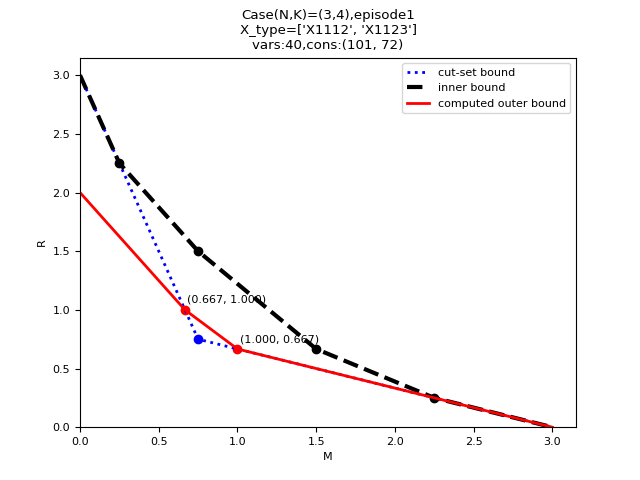 Case(N,K)=(3,4),episode1
X_type=['X1112', 'X1123']
vars:40,cons:(101, 72)
cut-set bound
inner bound
computed outer bound
3.0
2.5
2.0
1.5
1.0
0.5
0.0
R
(0.667, 1.000)
(1.000, 0.667)
0.0 0.5 1.0 1.5 2.0 2.5 3.0
M